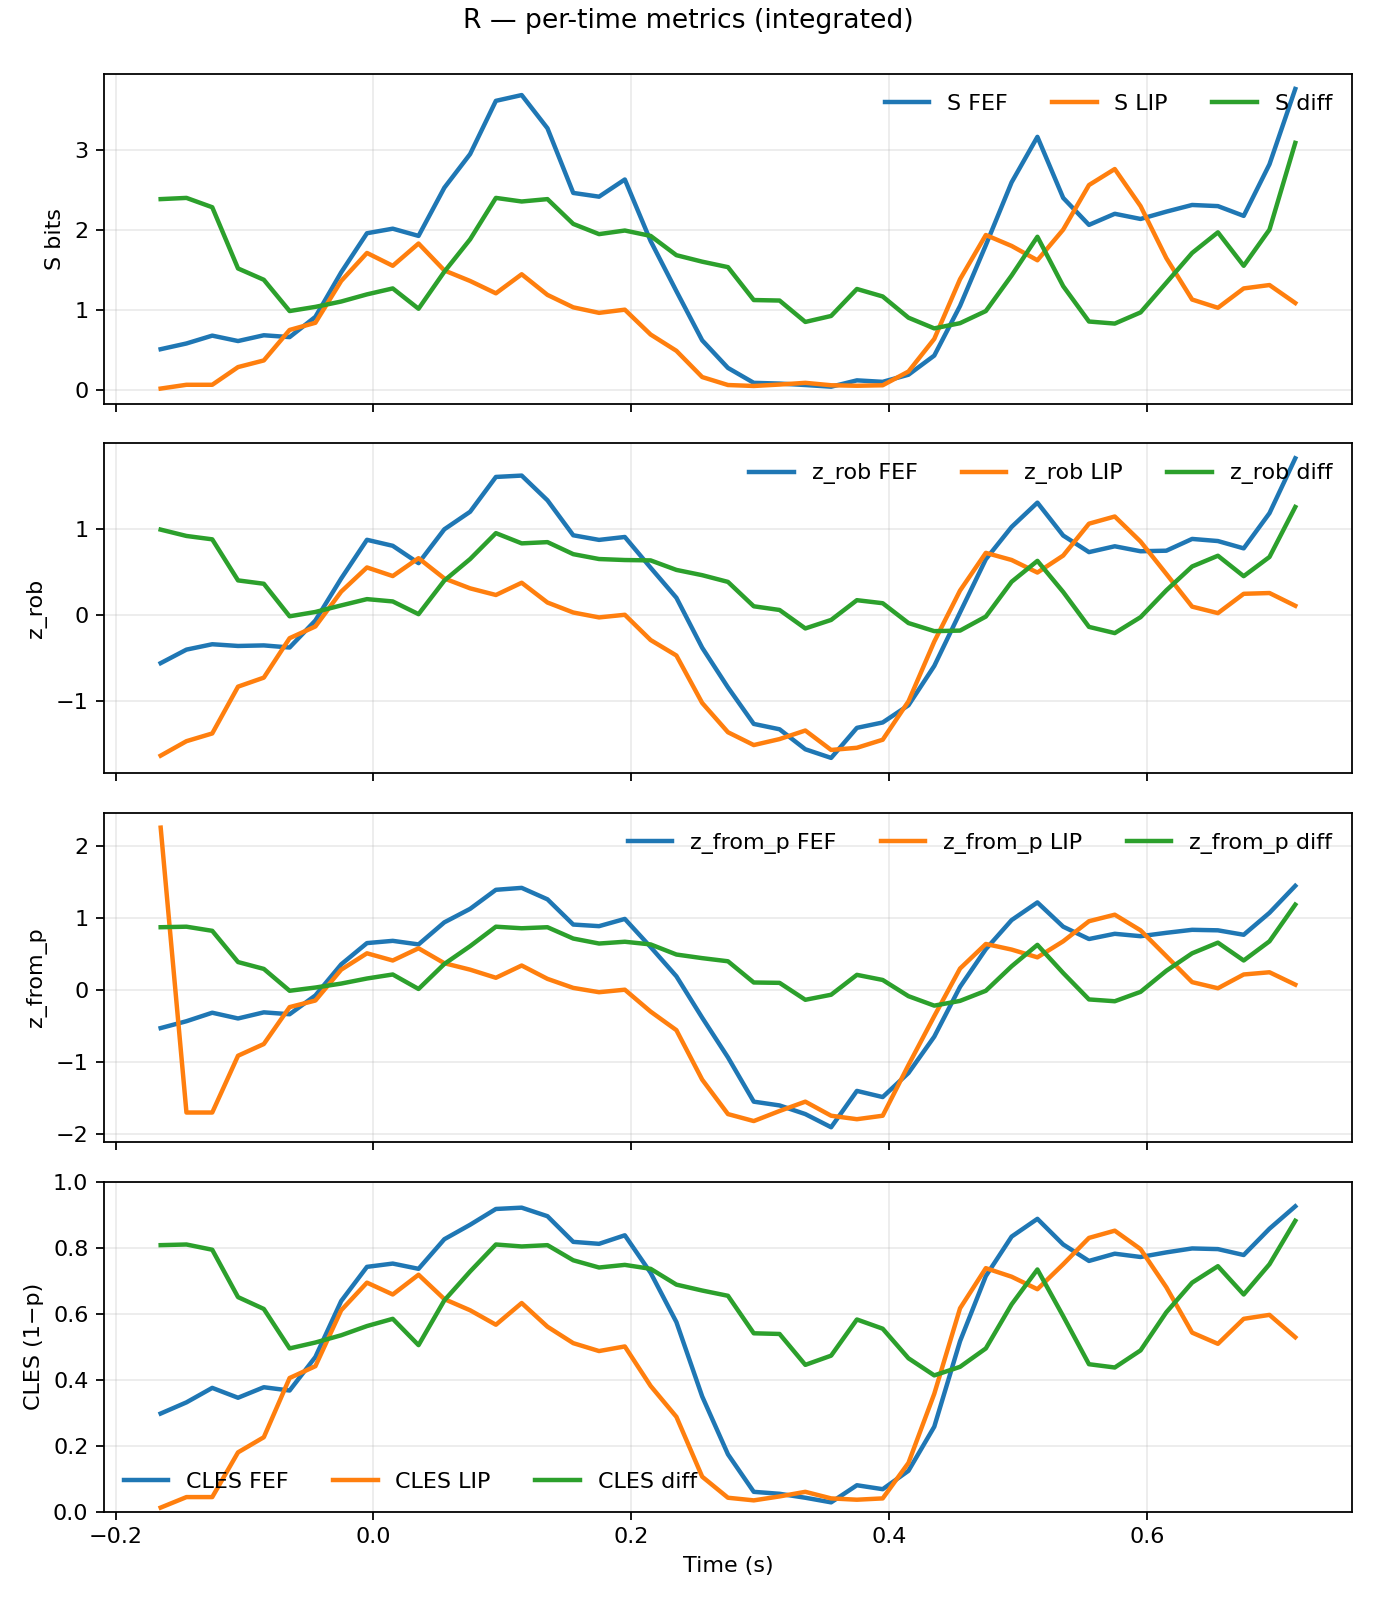 R — per-time metrics (integrated)
S FEF S LIP S diff
S bits
3
2
1
0
z_rob FEF z_rob LIP z_rob diff
z_rob
1
0
−1
z_from_p FEF z_from_p LIP z_from_p diff
z_from_p
2
1
0
−1
−2
CLES (1−p)
1.0
0.8
0.6
0.4
0.2
0.0
CLES FEF CLES LIP CLES diff
−0.2 0.0 0.2 0.4 0.6
Time (s)